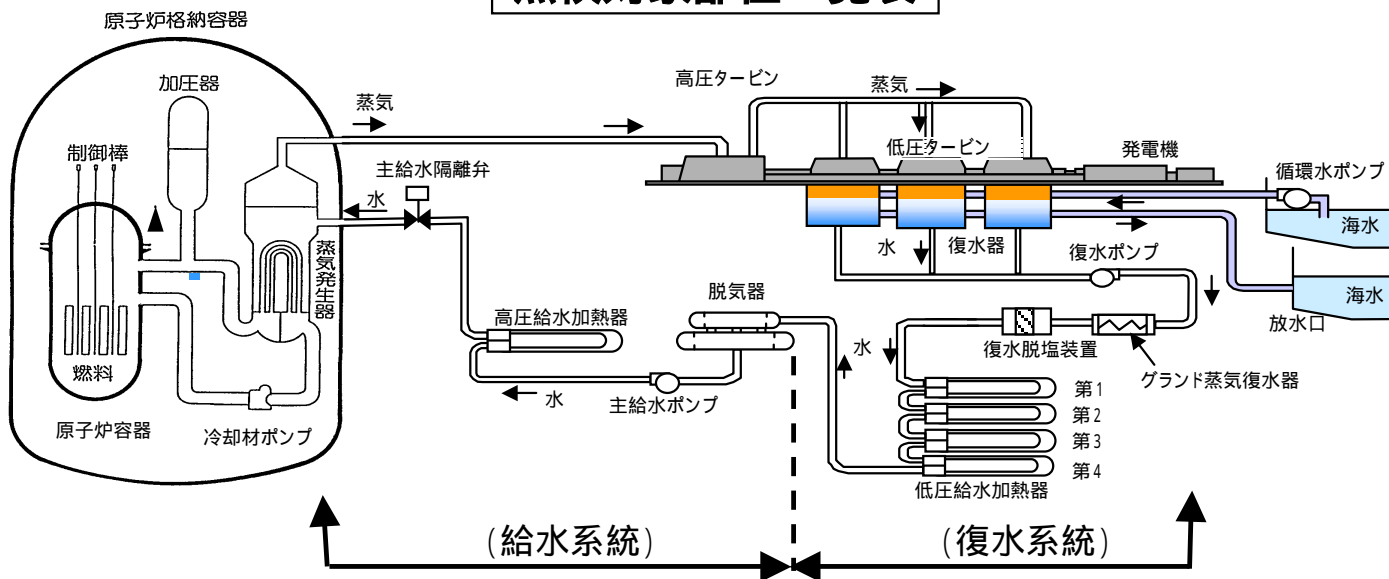 原子炉格納容器
加圧器
制御棒
蒸気
高圧タービン
蒸気
低圧タービン
発電機
循環水ポンプ
主給水隔離弁
水
海水
蒸気発生器
水
復水器
復水ポンプ
海水
放水口
脱気器
高圧給水加熱器
復水脱塩装置
グランド蒸気復水器
水
燃料
水
主給水ポンプ
第1
第2
第3
第4
原子炉容器
冷却材ポンプ
低圧給水加熱器
(給水系統)
(復水系統)